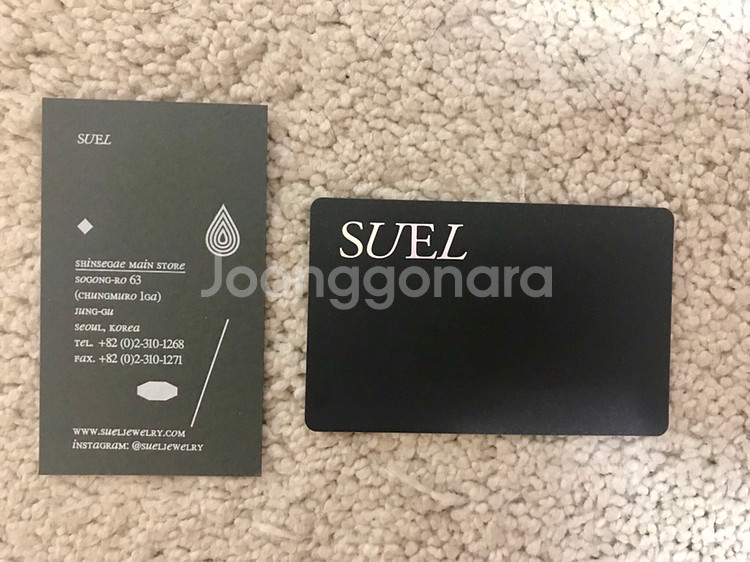 SUEL
SHINSEGAE MAIN STORE
SOGONG-RO 63
(CHUNGMURO 1GA)
JUNG-GU
SEOUL, KOREA
TEL. +82 (0)2-310-1268
FAX. +82 (0)2-310-1271
WWW.SUELJEWELRY.COM
INSTAGRAM: @SUELJEWELRY
SUEL
Joonggonara